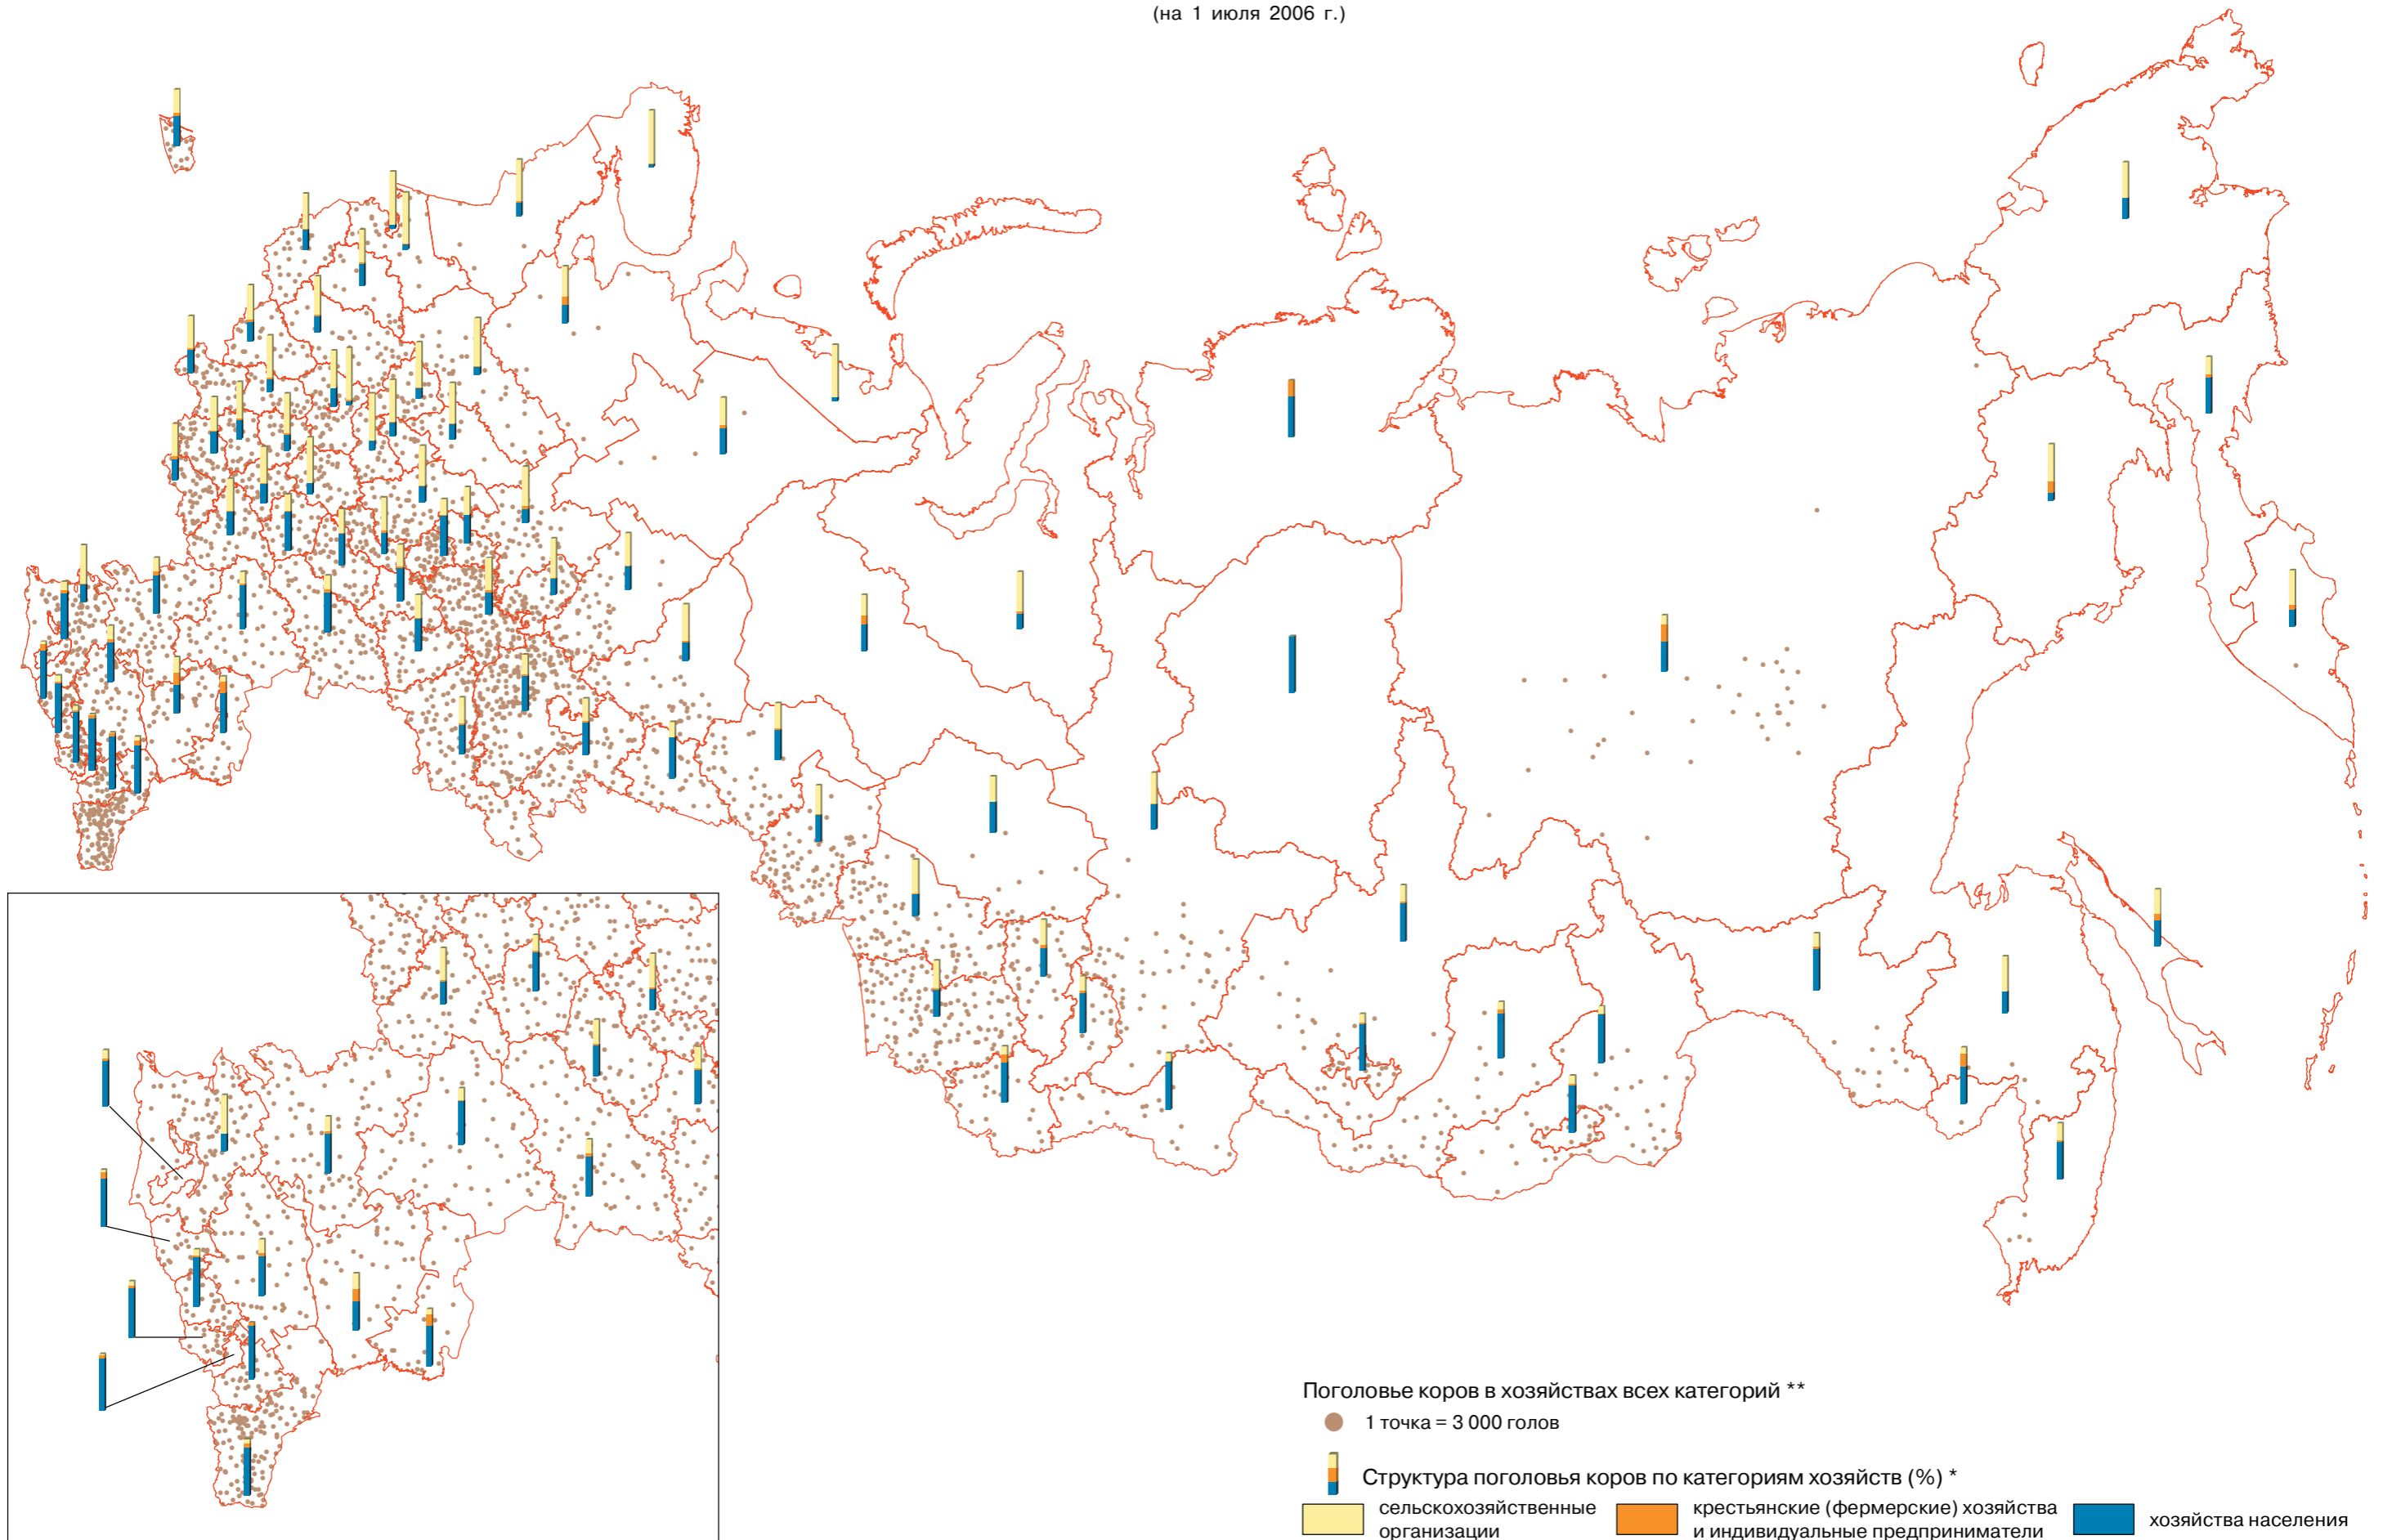 (на 1 июля 2006 г.)
Поголовье коров в хозяйствах всех категорий **
1 точка = 3 000 голов
Структура поголовья коров по категориям хозяйств (%) *
сельскохозяйственные
организации
крестьянские (фермерские) хозяйства
и индивидуальные предприниматели
хозяйства населения